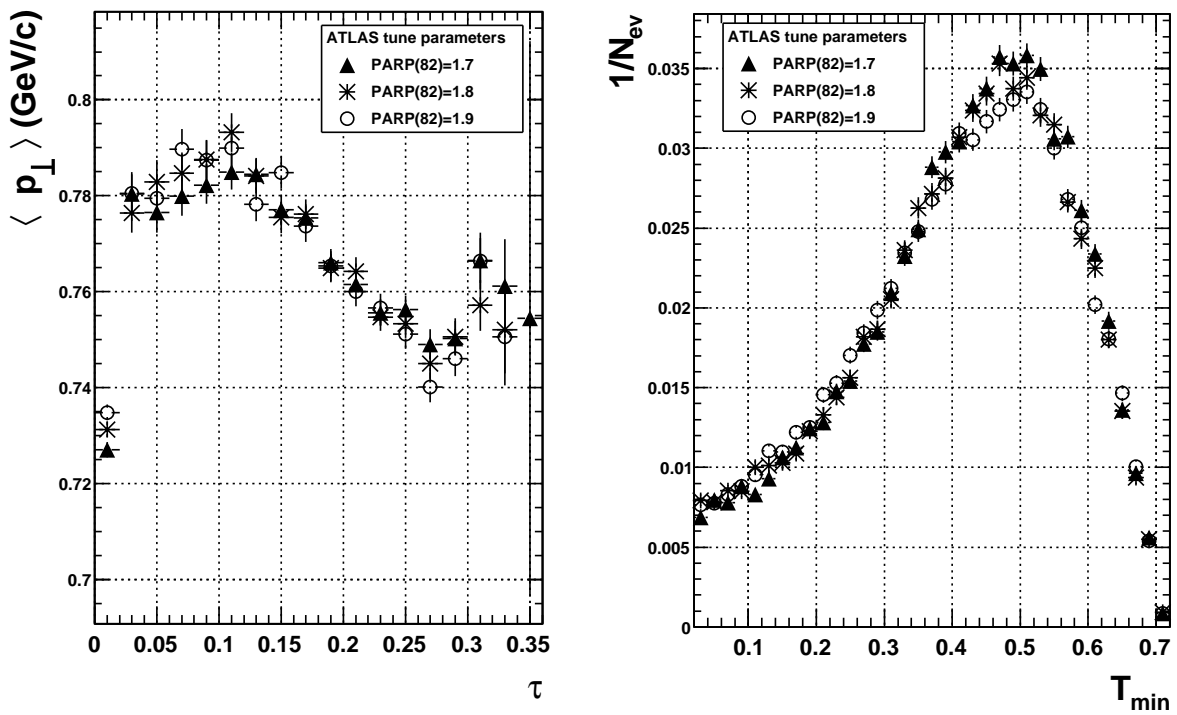 ⟨ p⊥ ⟩ (GeV/c)
ATLAS tune parameters
PARP(82)=1.7
PARP(82)=1.8
PARP(82)=1.9
0.8
0.78
0.76
0.74
0.72
0.7
0 0.05 0.1 0.15 0.2 0.25 0.3 0.35
τ
1/Nev
ATLAS tune parameters
PARP(82)=1.7
PARP(82)=1.8
PARP(82)=1.9
0.035
0.03
0.025
0.02
0.015
0.01
0.005
0
0.1 0.2 0.3 0.4 0.5 0.6 0.7
Tmin